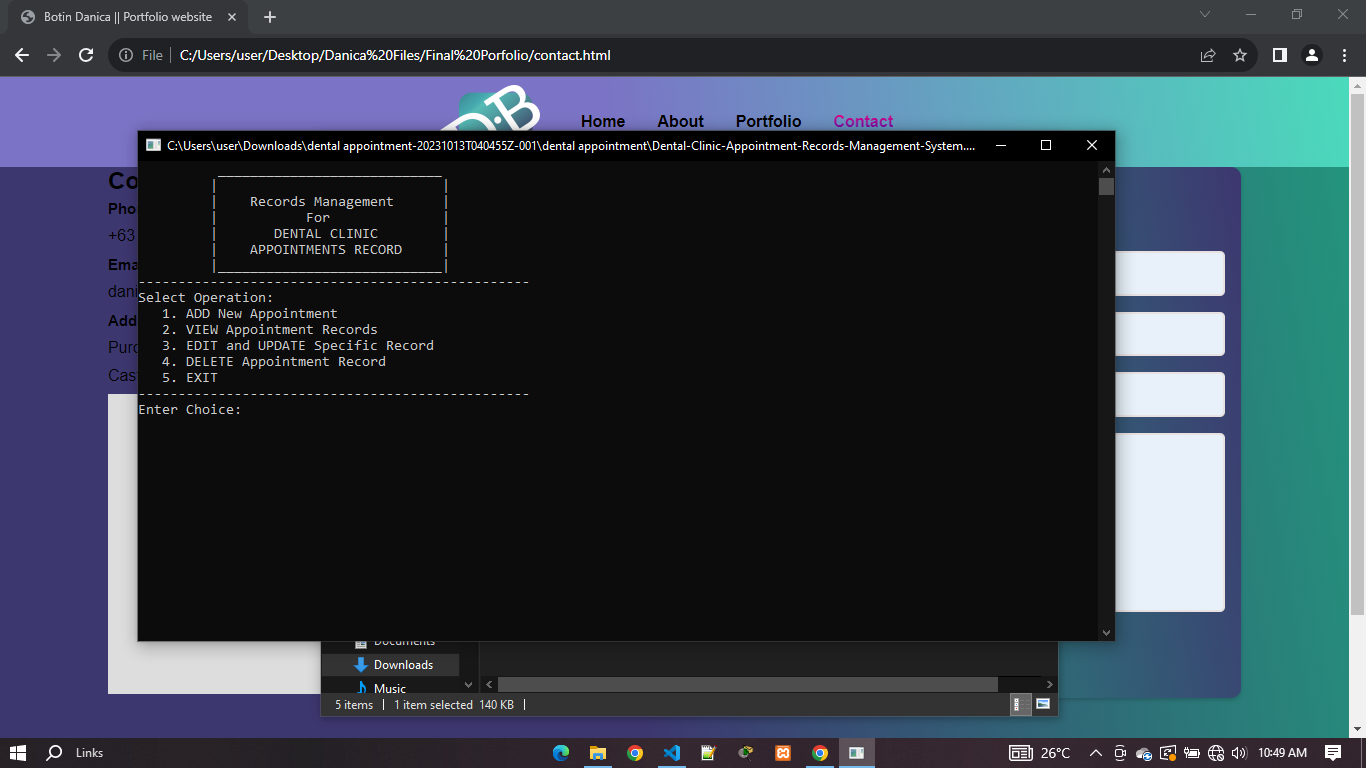 Botin Danica || Portfolio website
File
C:/Users/user/Desktop/Danica%20Files/Final%20Porfolio/contact.html
D:B
Home About Portfolio Contact
C:\Users\user\Downloads\dental appointment-20231013T040455Z-001\dental appointment\Dental-Clinic-Appointment-Records-Management-System....
Records Management
For
DENTAL CLINIC
APPOINTMENTS RECORD
Select Operation:
1. ADD New Appointment
2. VIEW Appointment Records
3. EDIT and UPDATE Specific Record
4. DELETE Appointment Record
5. EXIT
Enter Choice:
Co
Pho
+63
Ema
dani
Add
Puro
Cas
Documents
Downloads
Music
5 items | 1 item selected 140 KB |
Links
26°C
10:49 AM